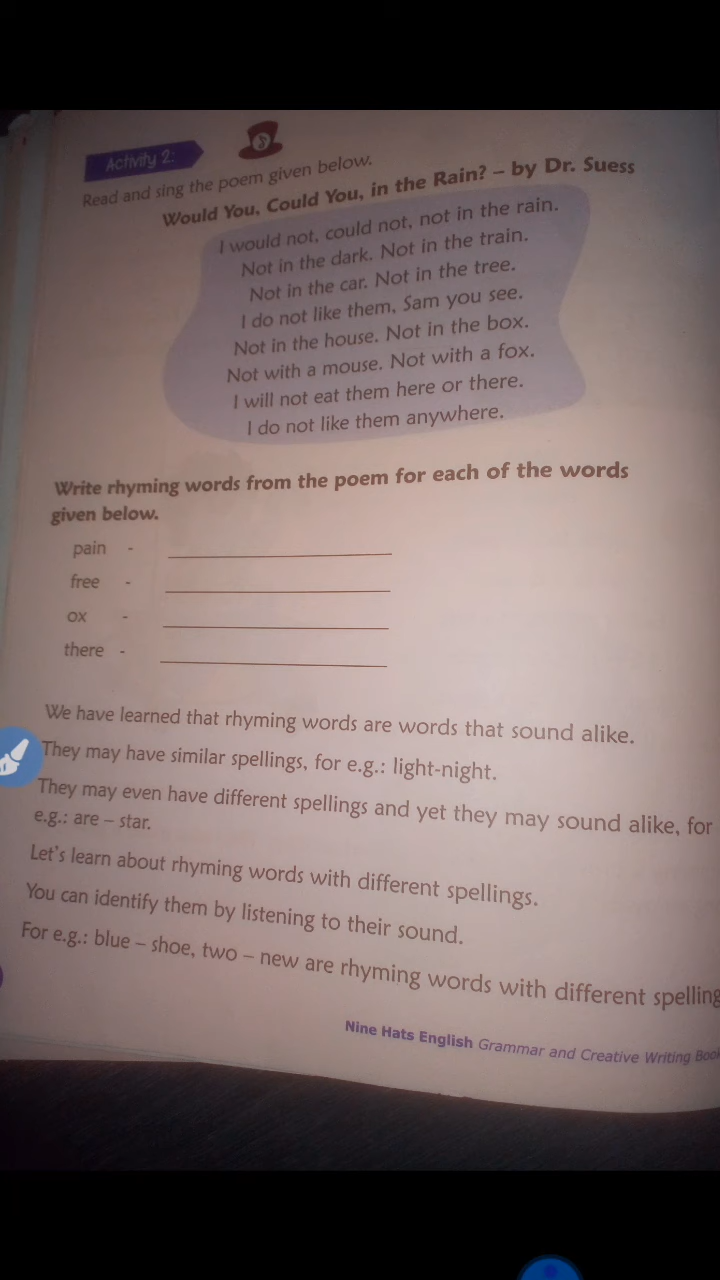 Activity 2:
Read and sing the poem given below.
Would You, Could You, in the Rain? – by Dr. Suess
I would not, could not, not in the rain.
Not in the dark. Not in the train.
Not in the car. Not in the tree.
I do not like them, Sam you see.
Not in the house. Not in the box.
Not with a mouse. Not with a fox.
I will not eat them here or there.
I do not like them anywhere.
Write rhyming words from the poem for each of the words
given below.
pain -
free -
ox -
there -
We have learned that rhyming words are words that sound alike.
They may have similar spellings, for e.g.: light-night.
They may even have different spellings and yet they may sound alike, for
e.g.: are – star.
Let's learn about rhyming words with different spellings.
You can identify them by listening to their sound.
For e.g.: blue – shoe, two – new are rhyming words with different spelling
Nine Hats English Grammar and Creative Writing Boo